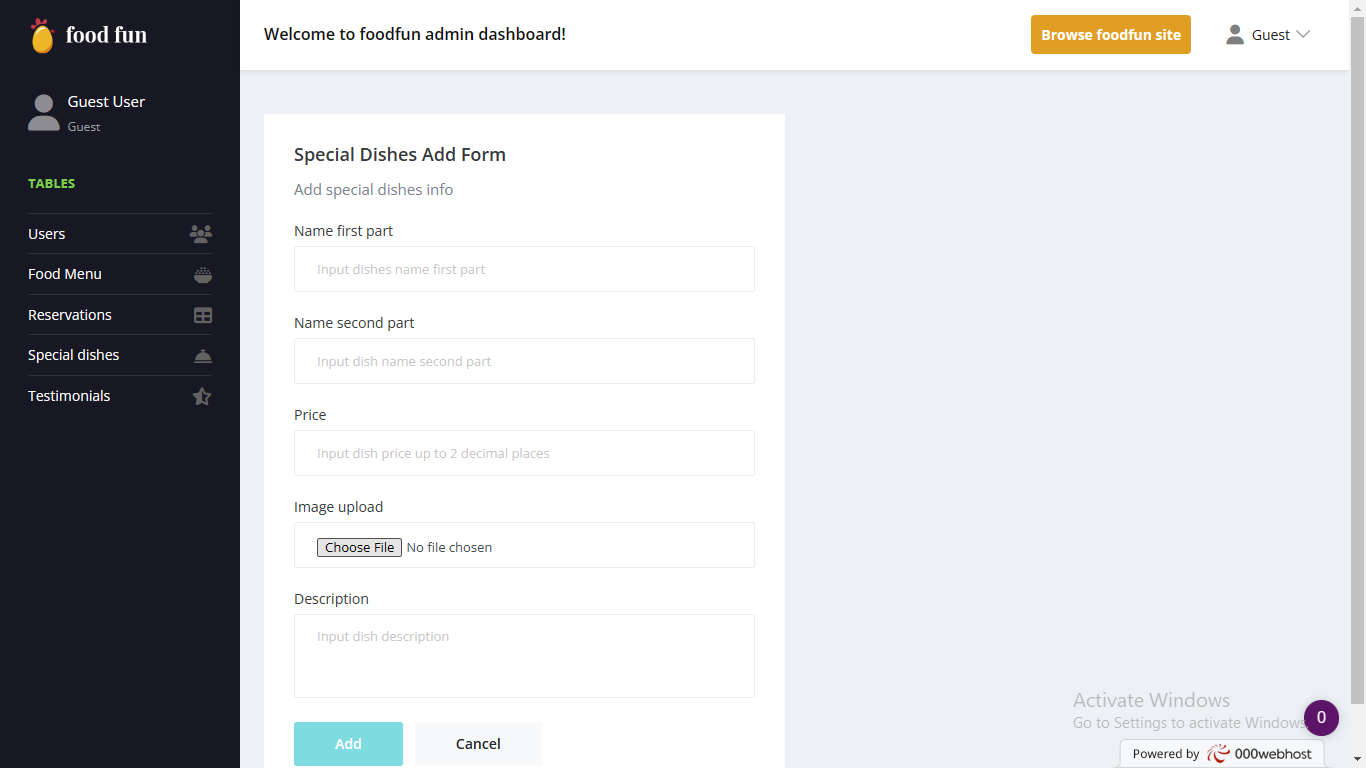 food fun
Welcome to foodfun admin dashboard!
Browse foodfun site
Guest
Guest User
Guest
TABLES
Users
Food Menu
Reservations
Special dishes
Testimonials
Special Dishes Add Form
Add special dishes info
Name first part
Input dishes name first part
Name second part
Input dish name second part
Price
Input dish price up to 2 decimal places
Image upload
Choose File No file chosen
Description
Input dish description
Add
Cancel
Activate Windows
Go to Settings to activate Windows.
0
Powered by 000webhost